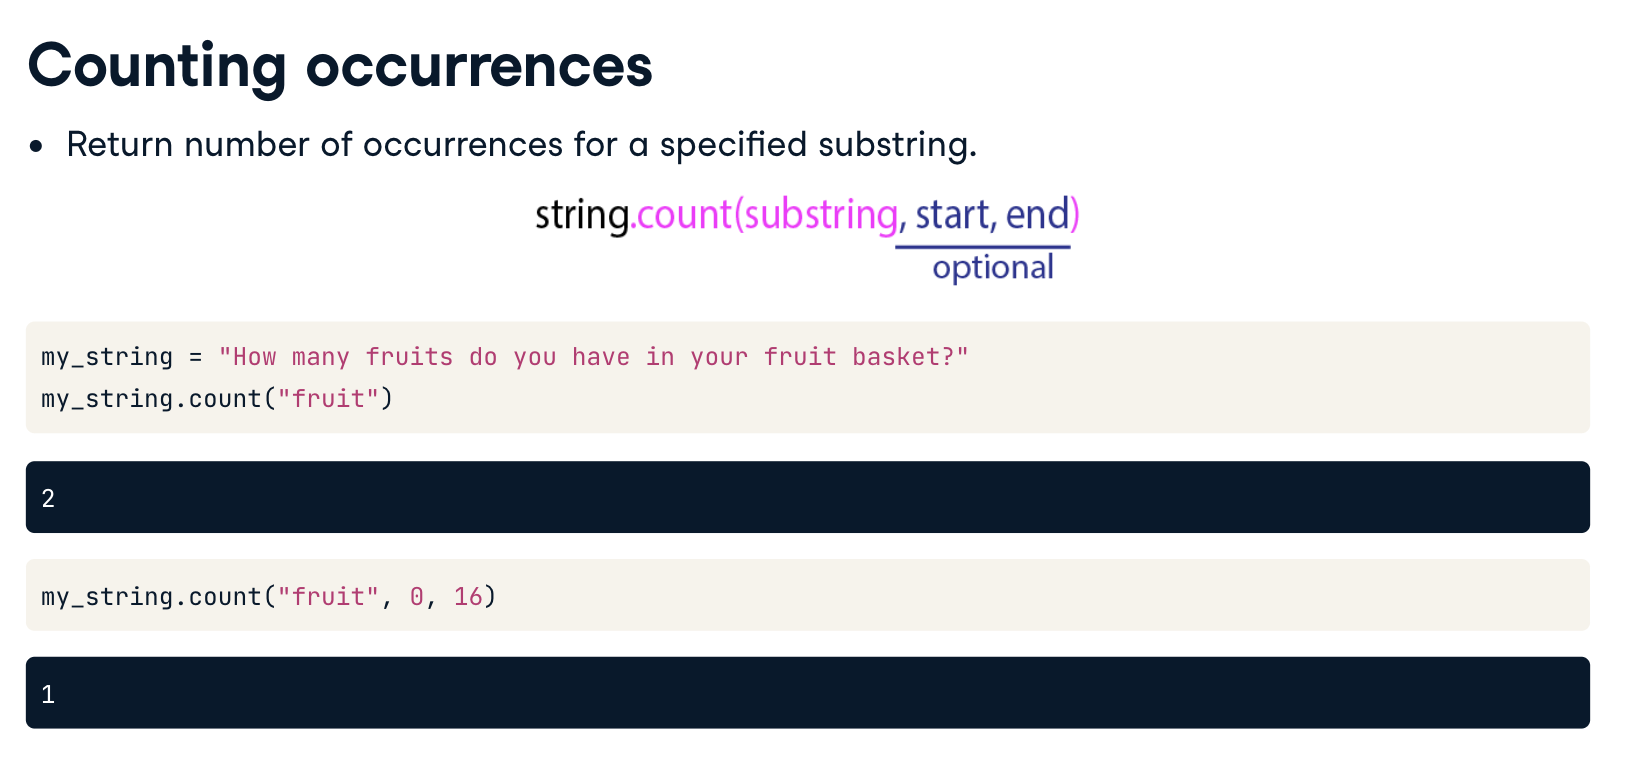 Counting occurrences
• Return number of occurrences for a specified substring.
string.count(substring, start, end)
optional
my_string = "How many fruits do you have in your fruit basket?"
my_string.count("fruit")
2
my_string.count("fruit", 0, 16)
1